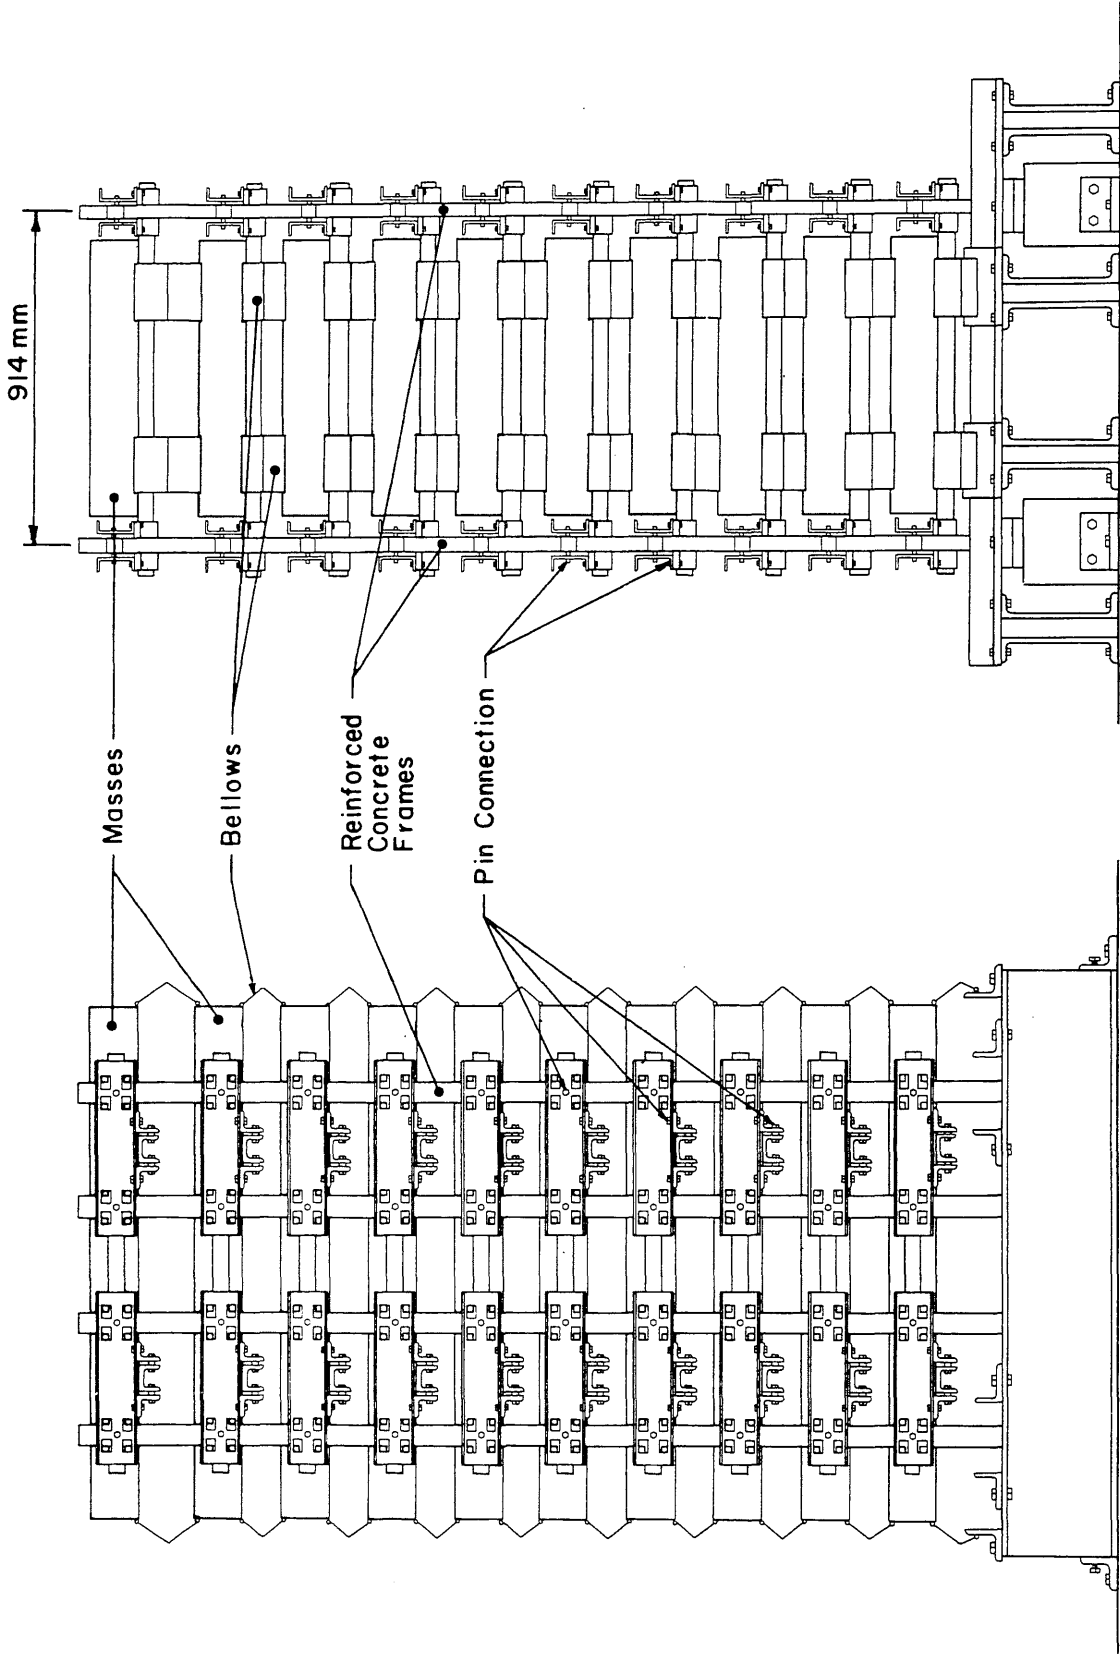 914 mm
Masses
Bellows
Reinforced
Concrete
Frames
Pin Connection